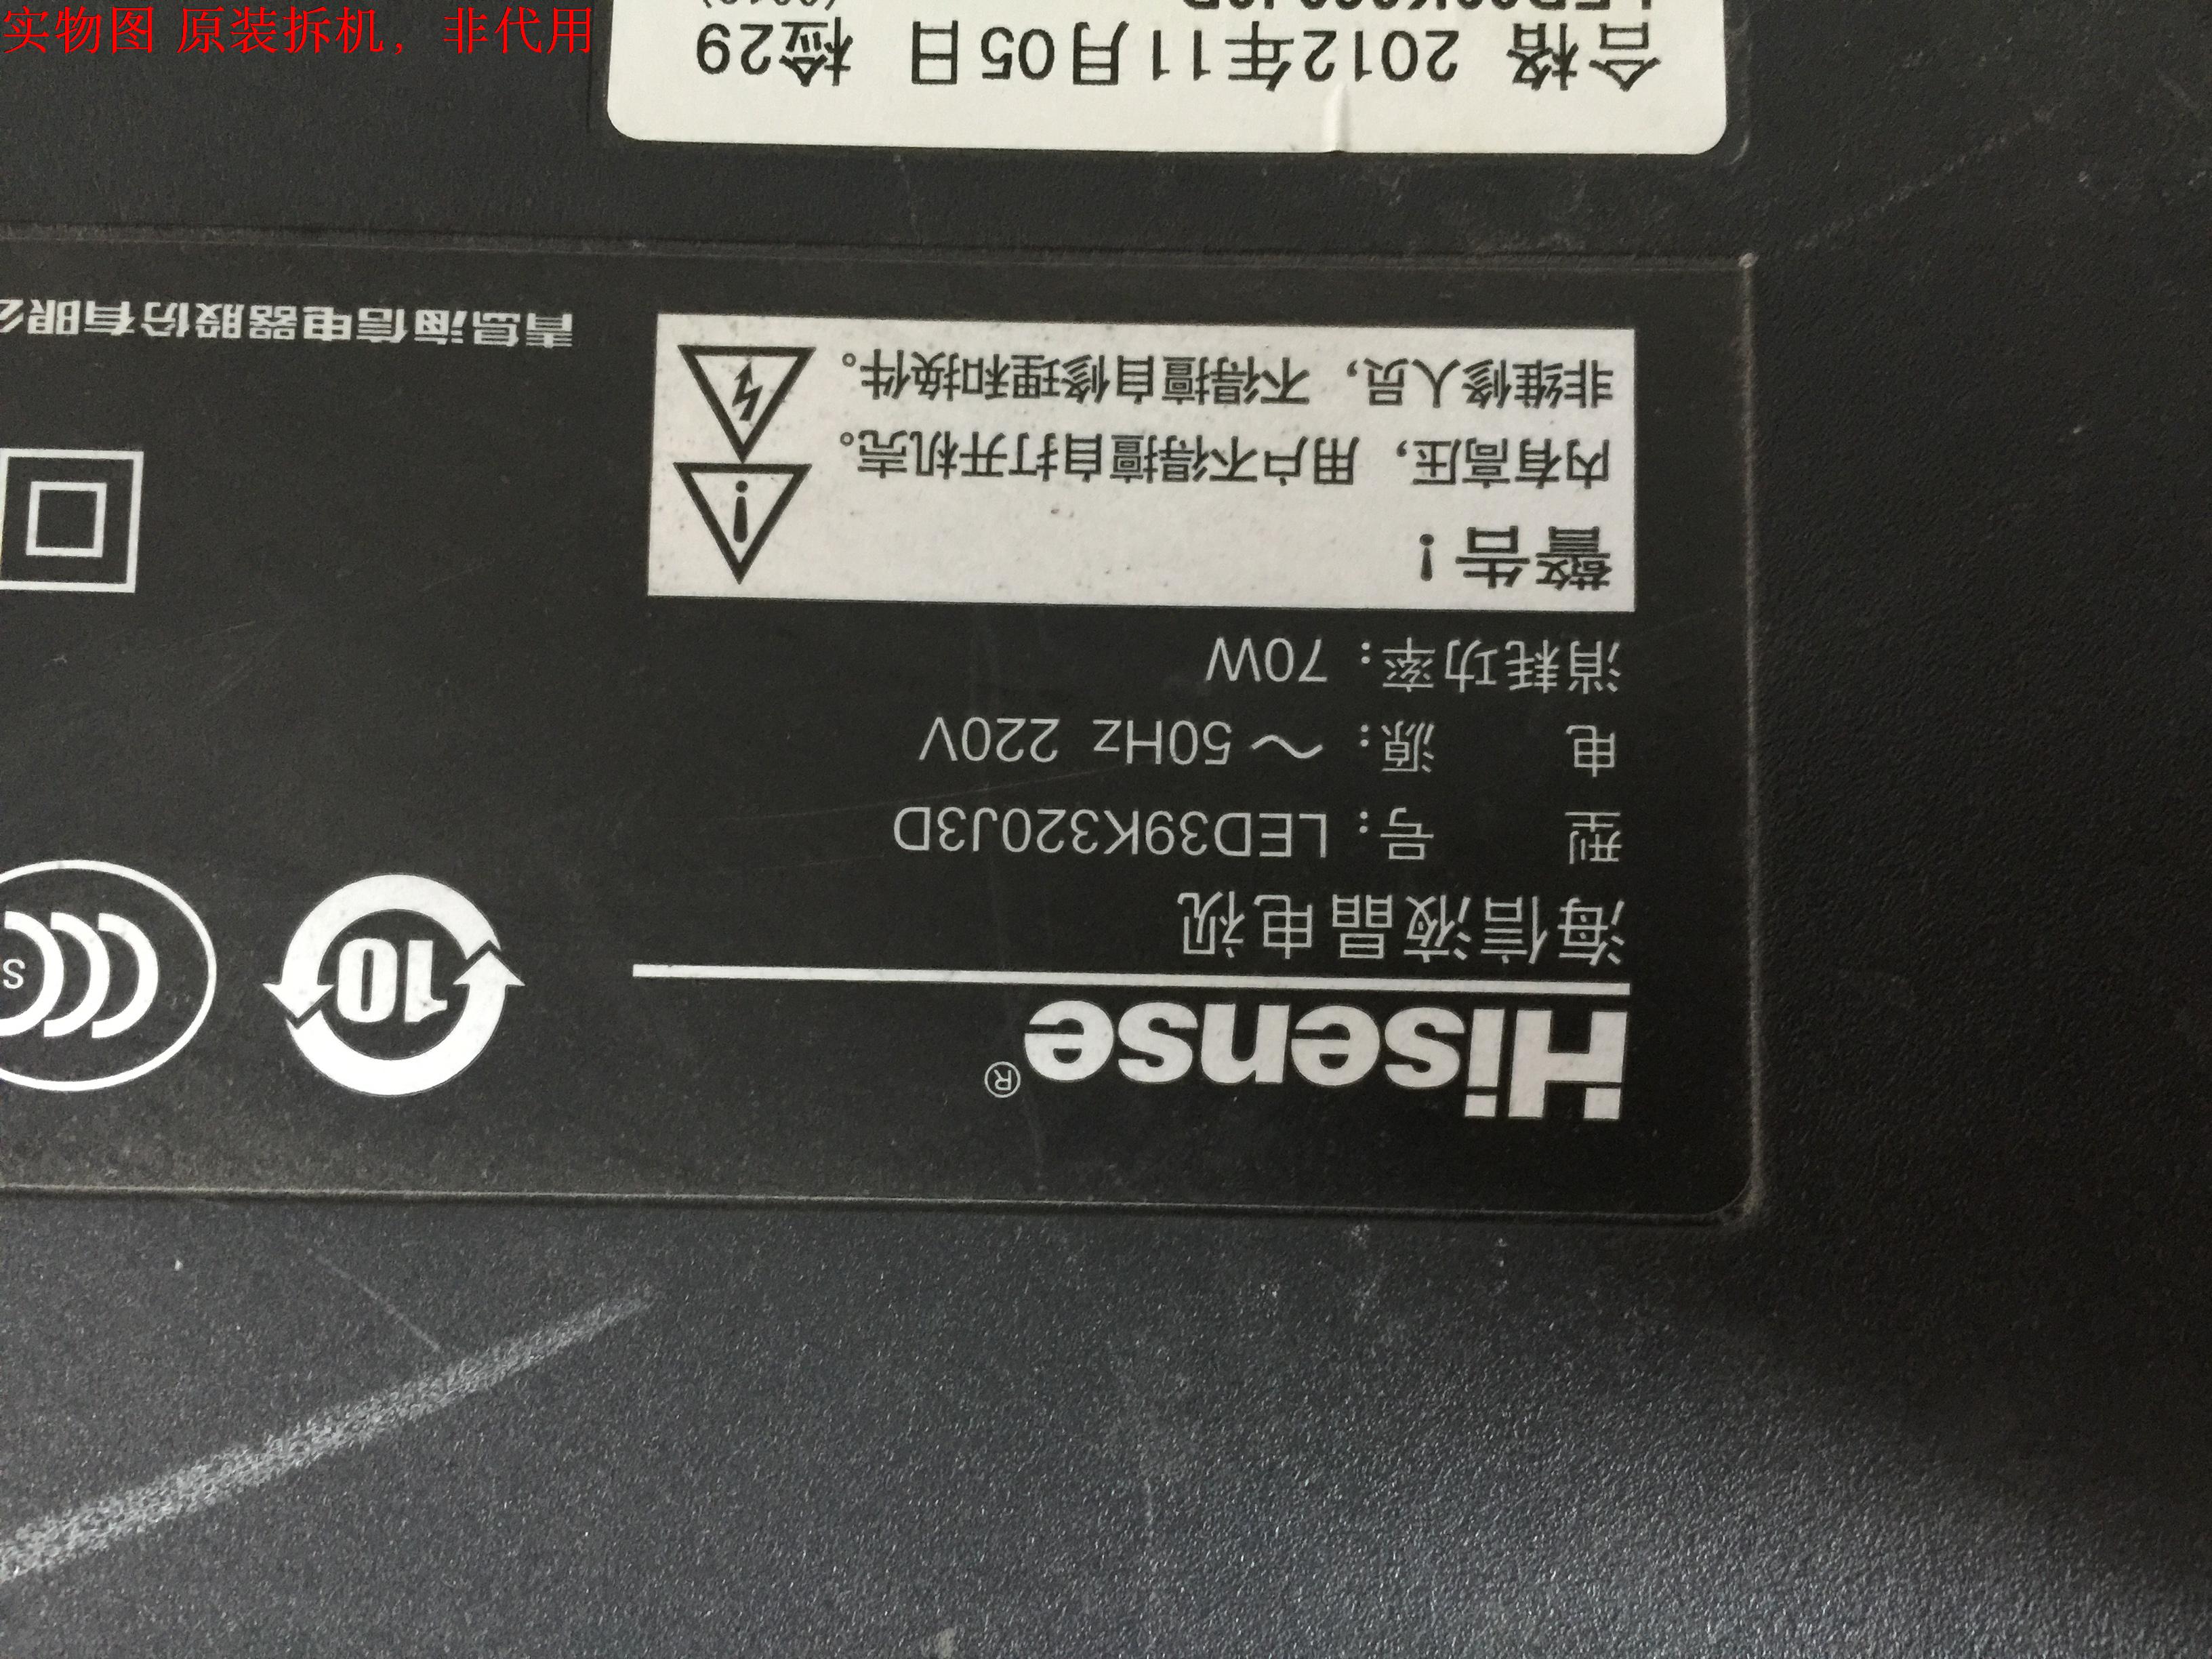 实物图 原装拆机，非代用
Hisense®
海信液晶电视
型 号：LED39K320J3D
电 源：～50Hz 220V
消耗功率：70W
警告！
内有高压，用户不得擅自打开机壳。
非维修人员，不得擅自修理和换件。
10
CCC
S
青岛海信电器股份有限
合格 2012年11月05日 检29